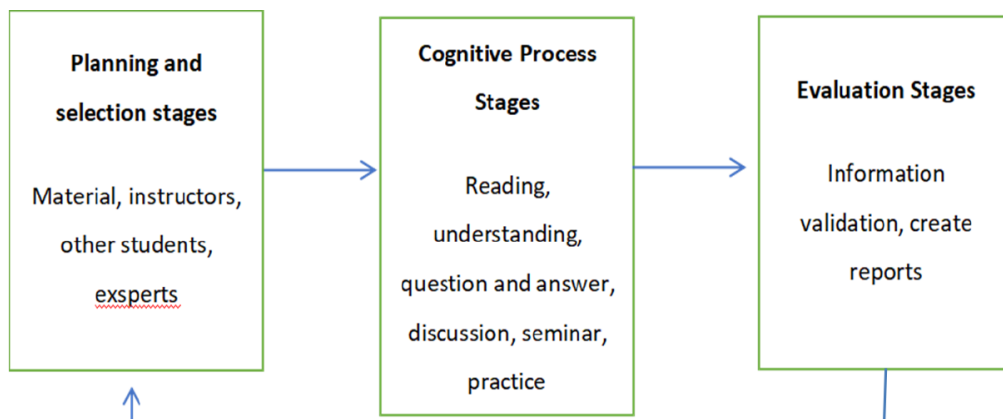 Planning and
selection stages
Material, instructors,
other students,
exsperts
Cognitive Process
Stages
Reading,
understanding,
question and answer,
discussion, seminar,
practice
Evaluation Stages
Information
validation, create
reports